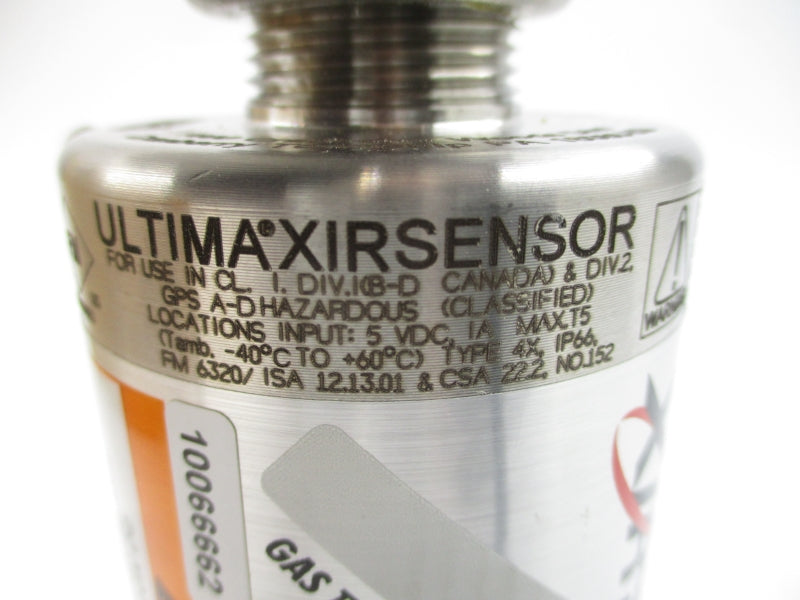 ULTIMA® XIR SENSOR
FOR USE IN CL. I. DIV.1(B-D CANADA) & DIV.2,
GPS A-D HAZARDOUS (CLASSIFIED)
LOCATIONS INPUT: 5 VDC, 1A MAX.T5
(Tamb. -40°C TO +60°C) TYPE 4X, IP66,
FM 6320/ ISA 12.13.01 & CSA 22.2. NO.152
10066662
GAS